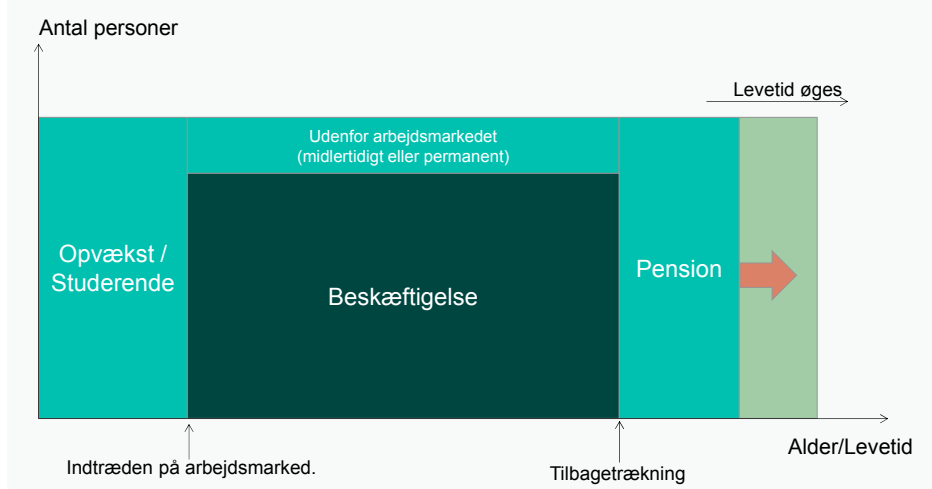 Antal personer
Levetid øges
Udenfor arbejdsmarkedet
(midlertidigt eller permanent)
Opvækst /
Studerende
Beskæftigelse
Pension
Alder/Levetid
Indtræden på arbejdsmarked.
Tilbagetrækning